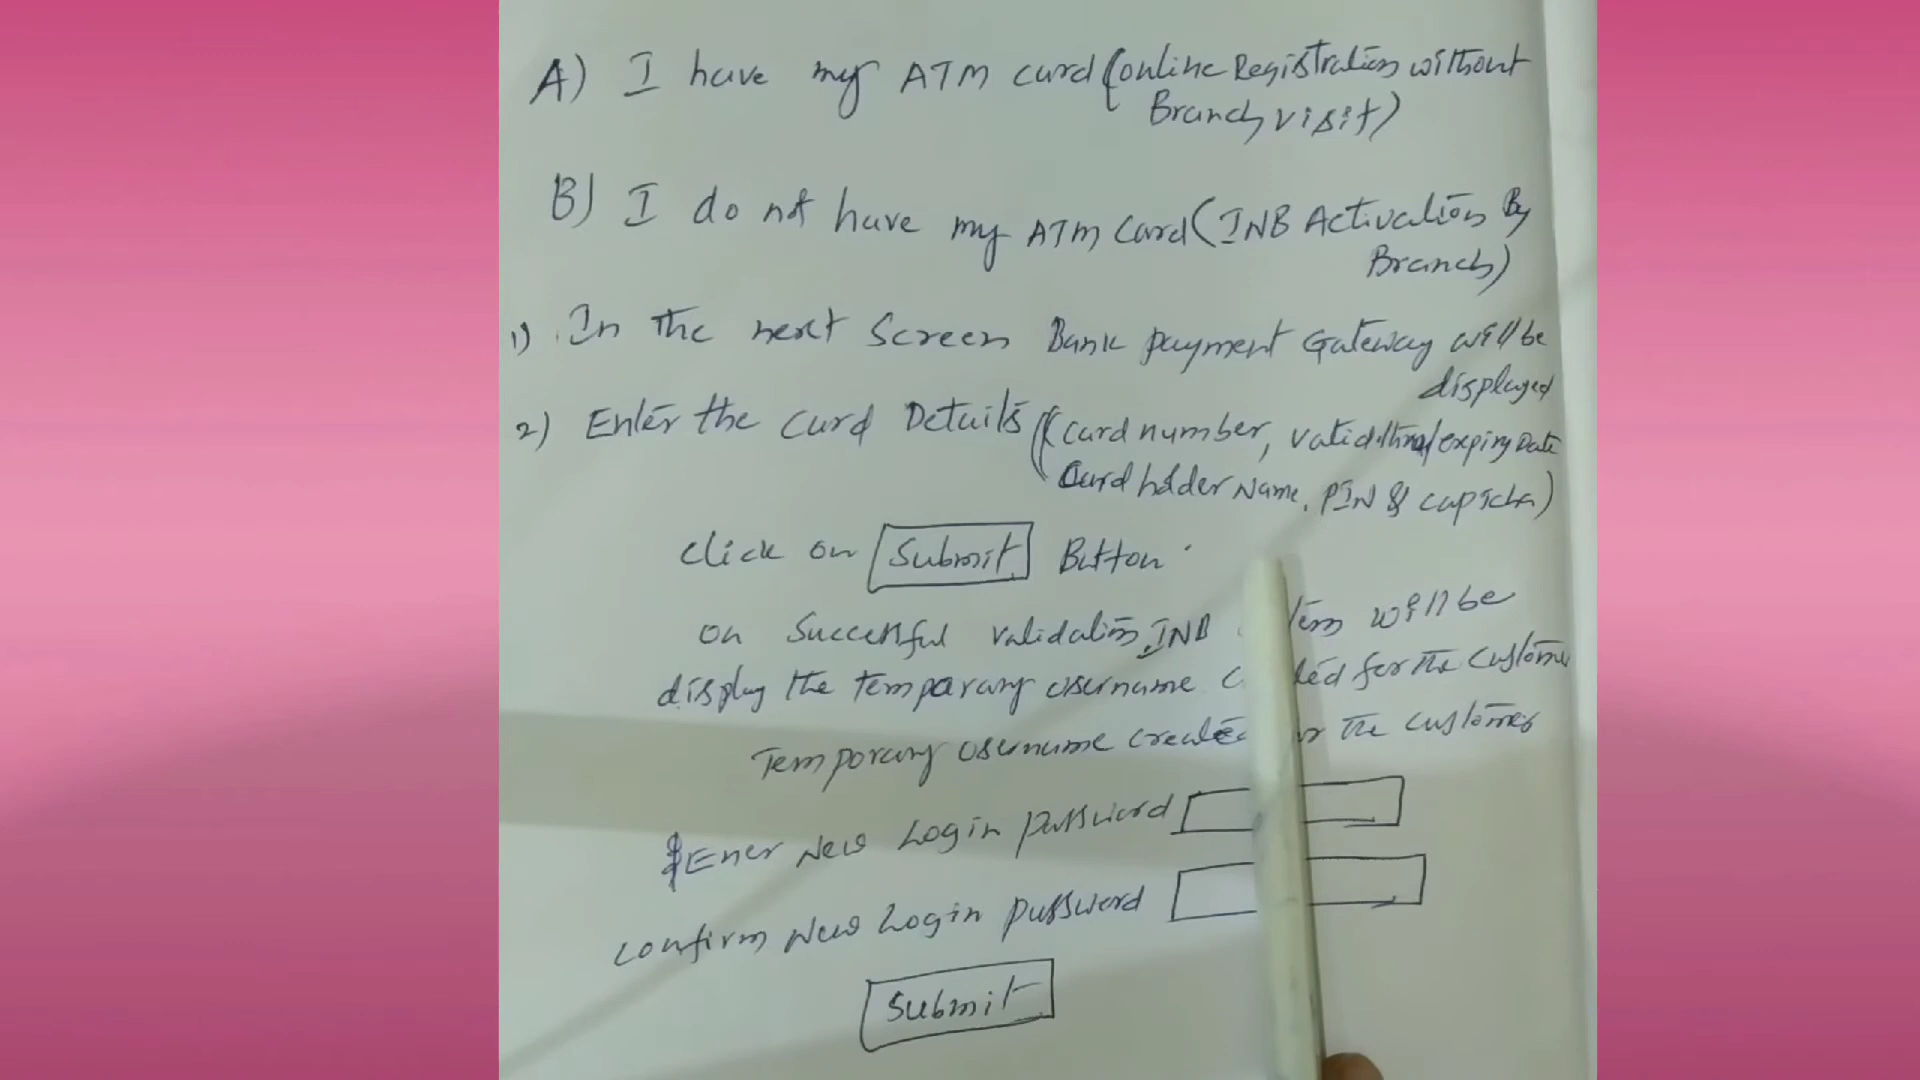 A) I have my ATM card (online Registration without
Branch visit)
B) I do not have my ATM card (INB Activation By
Branch)
1) In the next Screen Bank payment Gateway will be
displayed
2) Enter the card Details (card number, valid thru/expiry Date
Card holder Name. PIN & captcha)
click on Submit Button
on Successful validation INB will be
display the temparary username for the customer
Temporary username created the customer
Ener New Login password
confirm New Login password
Submit